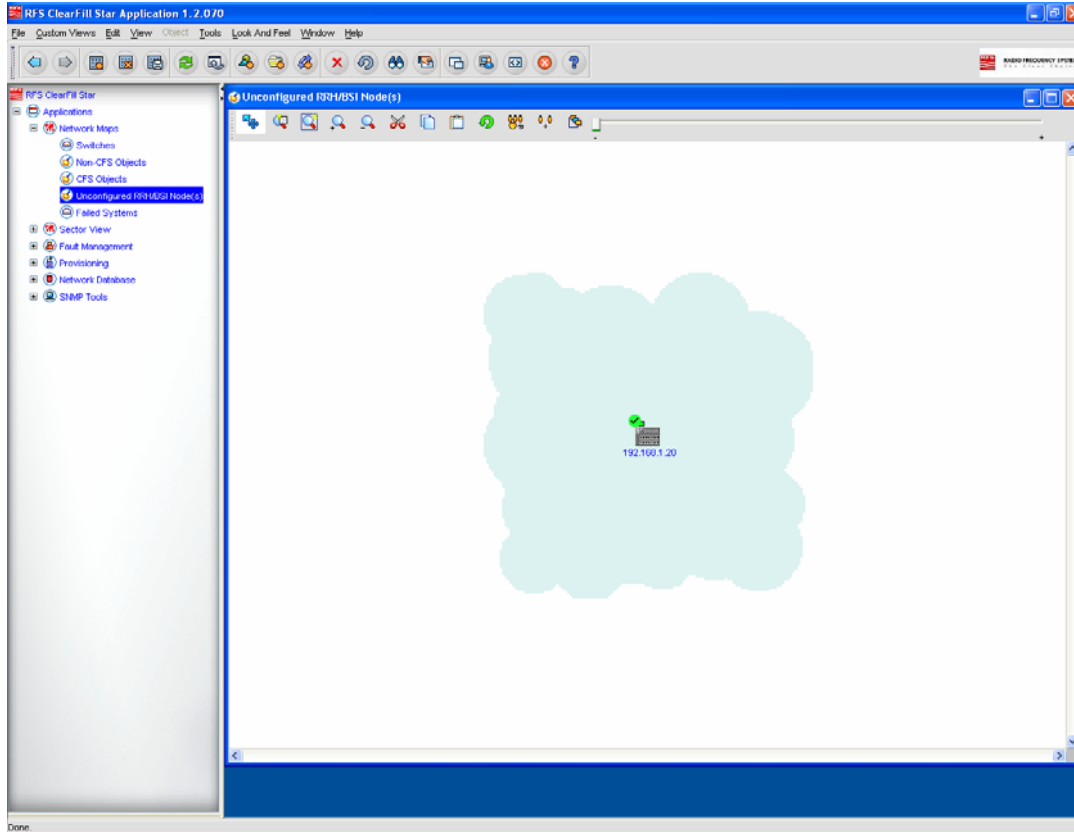 RFS ClearFill Star Application 1.2.070
File Custom Views Edit View Object Tools Look And Feel Window Help
RADIO FREQUENCY
RFS ClearFill Star
Applications
Network Maps
Switches
Non-CFS Objects
CFS Objects
Unconfigured RRH/BSI Node(s)
Failed Systems
Sector View
Fault Management
Provisioning
Network Database
SNMP Tools
Unconfigured RRH/BSI Node(s)
- +
192.168.1.20
Done.